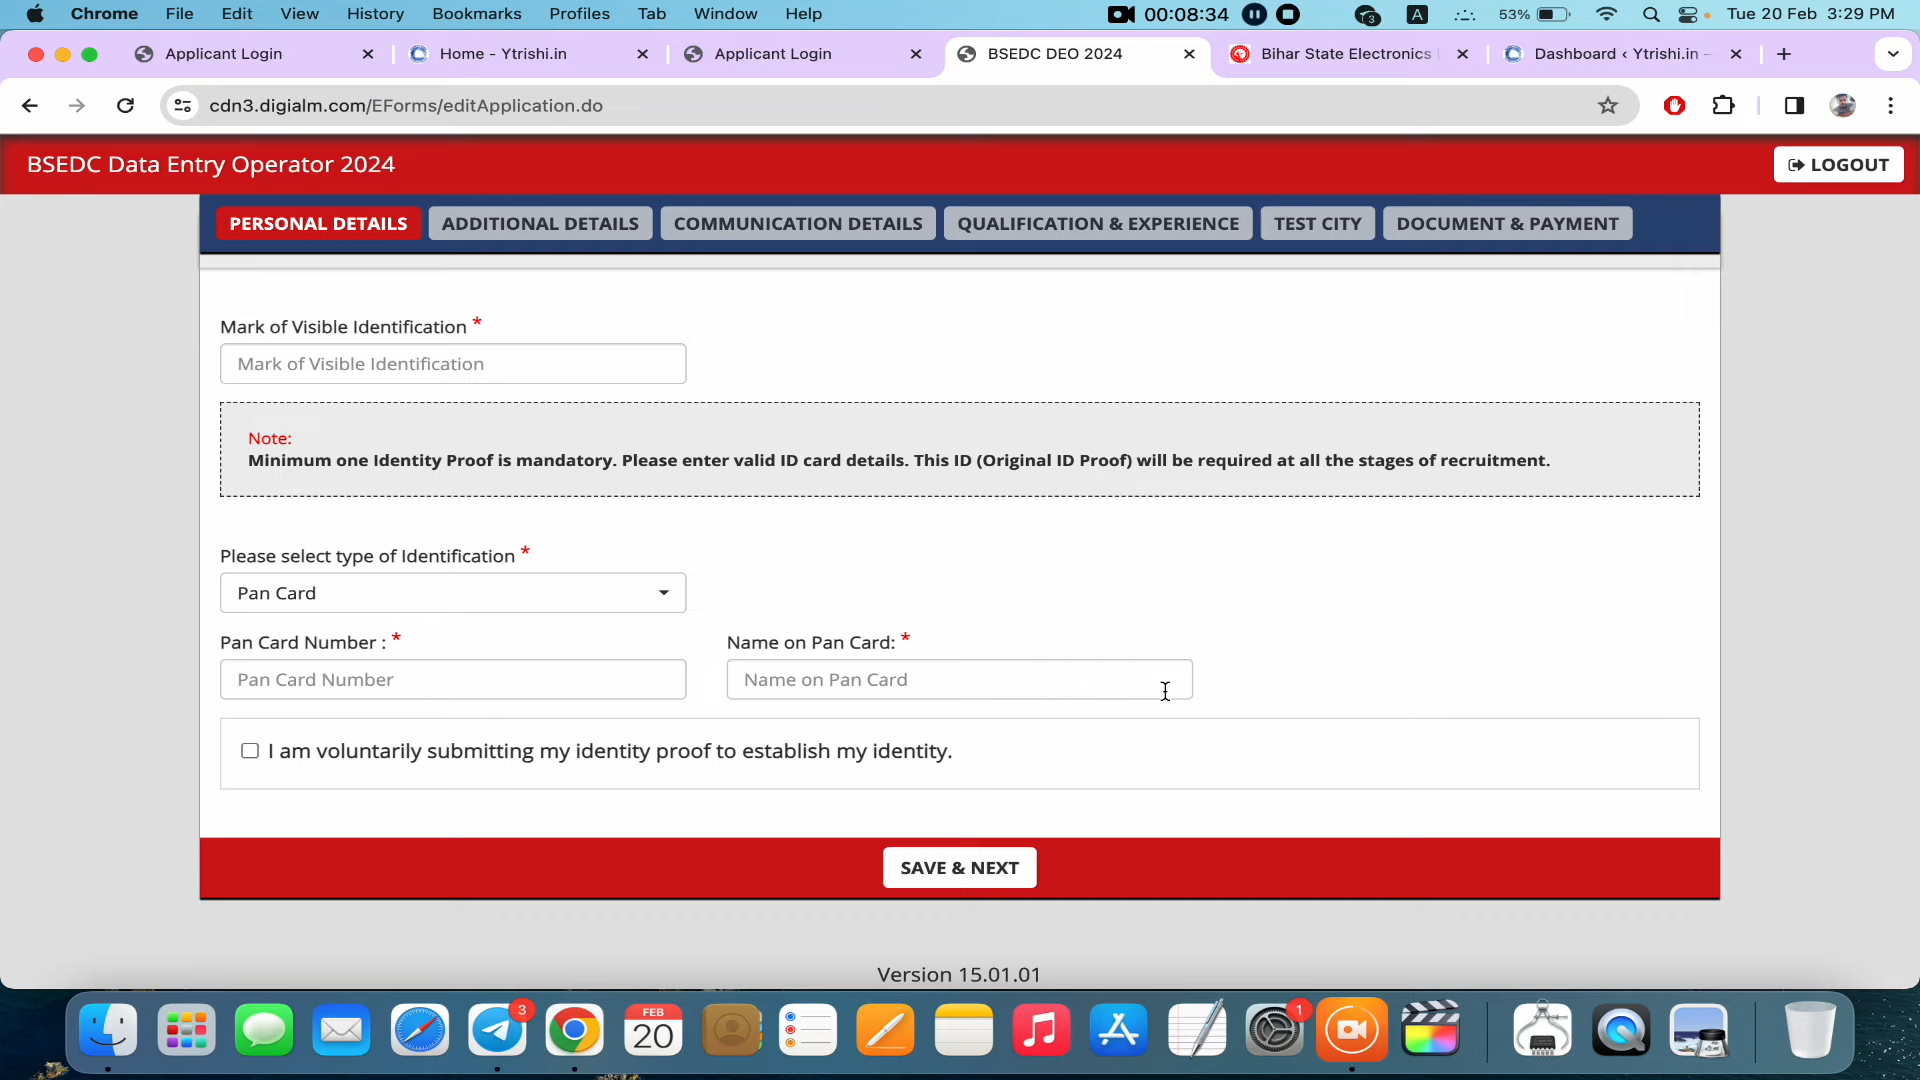 Chrome File Edit View History Bookmarks Profiles Tab Window Help 00:08:34 3 A 53% Tue 20 Feb 3:29 PM
Applicant Login Home - Ytrishi.in Applicant Login BSEDC DEO 2024 Bihar State Electronics Dashboard ‹ Ytrishi.in –
cdn3.digialm.com/EForms/editApplication.do
BSEDC Data Entry Operator 2024 LOGOUT
PERSONAL DETAILS ADDITIONAL DETAILS COMMUNICATION DETAILS QUALIFICATION & EXPERIENCE TEST CITY DOCUMENT & PAYMENT
Mark of Visible Identification *
Mark of Visible Identification
Note:
Minimum one Identity Proof is mandatory. Please enter valid ID card details. This ID (Original ID Proof) will be required at all the stages of recruitment.
Please select type of Identification *
Pan Card
Pan Card Number : * Name on Pan Card: *
Pan Card Number Name on Pan Card
I am voluntarily submitting my identity proof to establish my identity.
SAVE & NEXT
Version 15.01.01
3 FEB 20 1